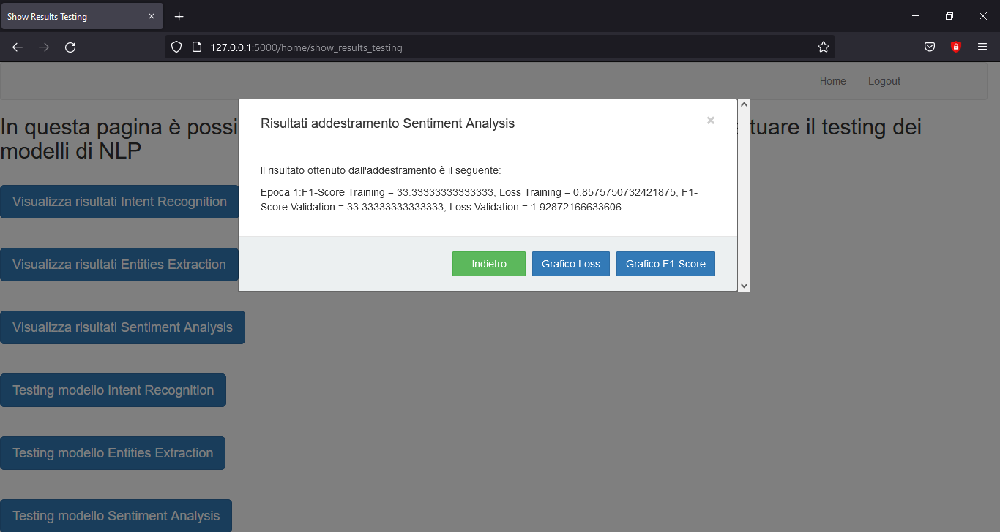 Show Results Testing
127.0.0.1:5000/home/show_results_testing
Home Logout
In questa pagina è possi tuare il testing dei
modelli di NLP
Risultati addestramento Sentiment Analysis
Il risultato ottenuto dall'addestramento è il seguente:
Epoca 1:F1-Score Training = 33.33333333333333, Loss Training = 0.8575750732421875, F1-
Score Validation = 33.33333333333333, Loss Validation = 1.92872166633606
Indietro Grafico Loss Grafico F1-Score
Visualizza risultati Intent Recognition
Visualizza risultati Entities Extraction
Visualizza risultati Sentiment Analysis
Testing modello Intent Recognition
Testing modello Entities Extraction
Testing modello Sentiment Analysis